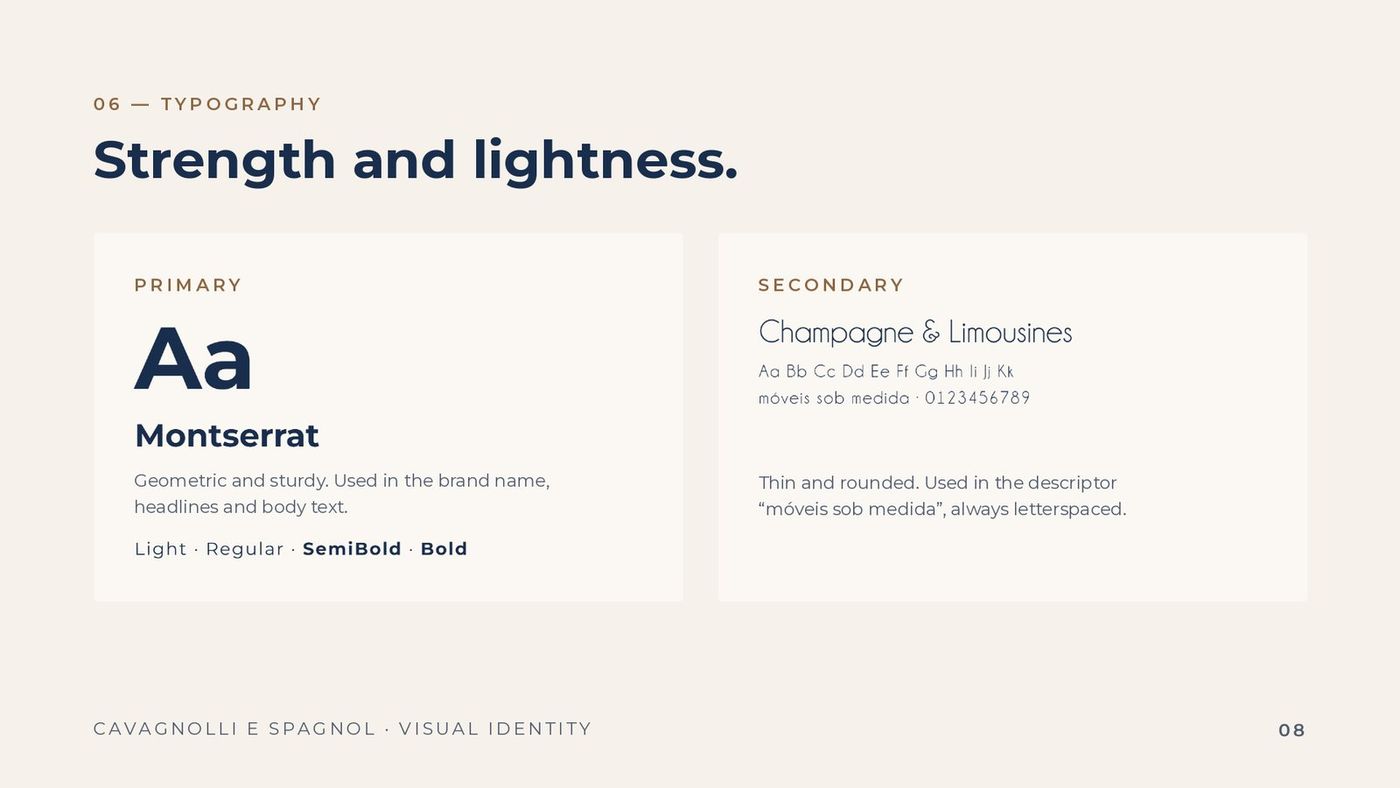 06 — TYPOGRAPHY
Strength and lightness.
PRIMARY
Aa
Montserrat
Geometric and sturdy. Used in the brand name,
headlines and body text.
Light · Regular · SemiBold · Bold
SECONDARY
Champagne & Limousines
Aa Bb Cc Dd Ee Ff Gg Hh Ii Jj Kk
móveis sob medida · 0123456789
Thin and rounded. Used in the descriptor
“móveis sob medida”, always letterspaced.
CAVAGNOLLI E SPAGNOL · VISUAL IDENTITY
08